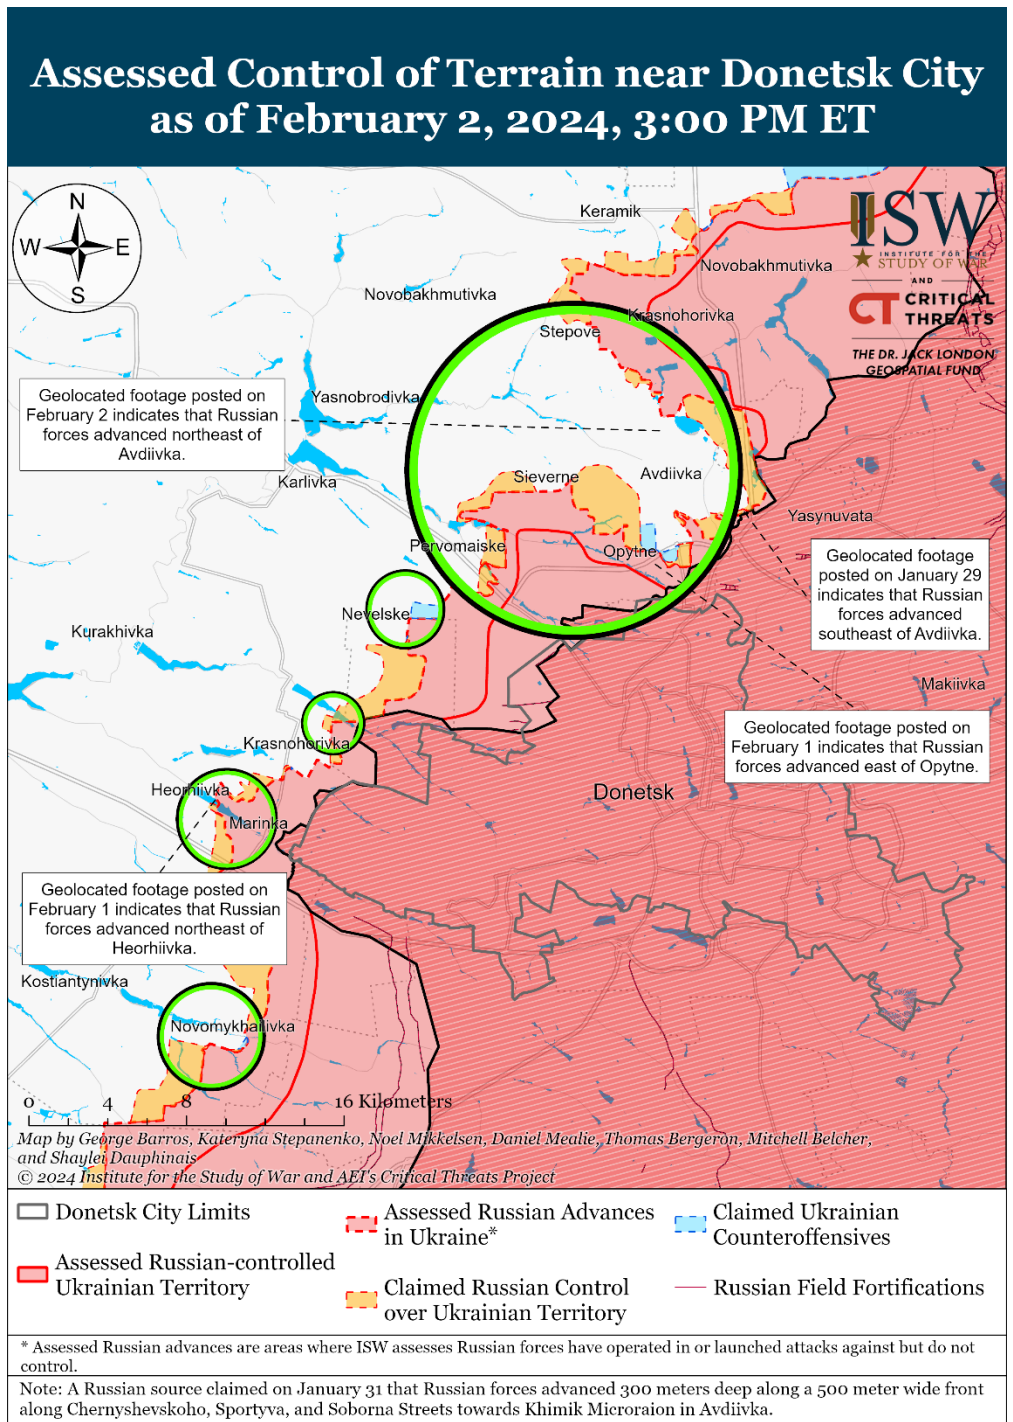 Assessed Control of Terrain near Donetsk City
as of February 2, 2024, 3:00 PM ET
N
W
E
S
ISW
INSTITUTE FOR THE
STUDY OF WAR
AND
CT CRITICAL
THREATS
THE DR. JACK LONDON
GEOSPATIAL FUND
Keramik
Novobakhmutivka
Novobakhmutivka
Krasnohorivka
Stepove
Geolocated footage posted on
February 2 indicates that Russian
forces advanced northeast of
Avdiivka.
Yasnobrodivka
Karlivka
Sieverne
Avdiivka
Yasynuvata
Pervomaiske
Opytne
Geolocated footage
posted on January 29
indicates that Russian
forces advanced
southeast of Avdiivka.
Nevelske
Kurakhivka
Makiivka
Geolocated footage posted on
February 1 indicates that Russian
forces advanced east of Opytne.
Krasnohorivka
Heorhiivka
Donetsk
Marinka
Geolocated footage posted on
February 1 indicates that Russian
forces advanced northeast of
Heorhiivka.
Kostiantynivka
Novomykhailivka
0 4 8 16 Kilometers
Map by George Barros, Kateryna Stepanenko, Noel Mikkelsen, Daniel Mealie, Thomas Bergeron, Mitchell Belcher,
and Shaylei Dauphinais
© 2024 Institute for the Study of War and AEI's Critical Threats Project
Donetsk City Limits
Assessed Russian-controlled
Ukrainian Territory
Assessed Russian Advances
in Ukraine*
Claimed Russian Control
over Ukrainian Territory
Claimed Ukrainian
Counteroffensives
Russian Field Fortifications
* Assessed Russian advances are areas where ISW assesses Russian forces have operated in or launched attacks against but do not
control.
Note: A Russian source claimed on January 31 that Russian forces advanced 300 meters deep along a 500 meter wide front
along Chernyshevskoho, Sportyva, and Soborna Streets towards Khimik Microraion in Avdiivka.